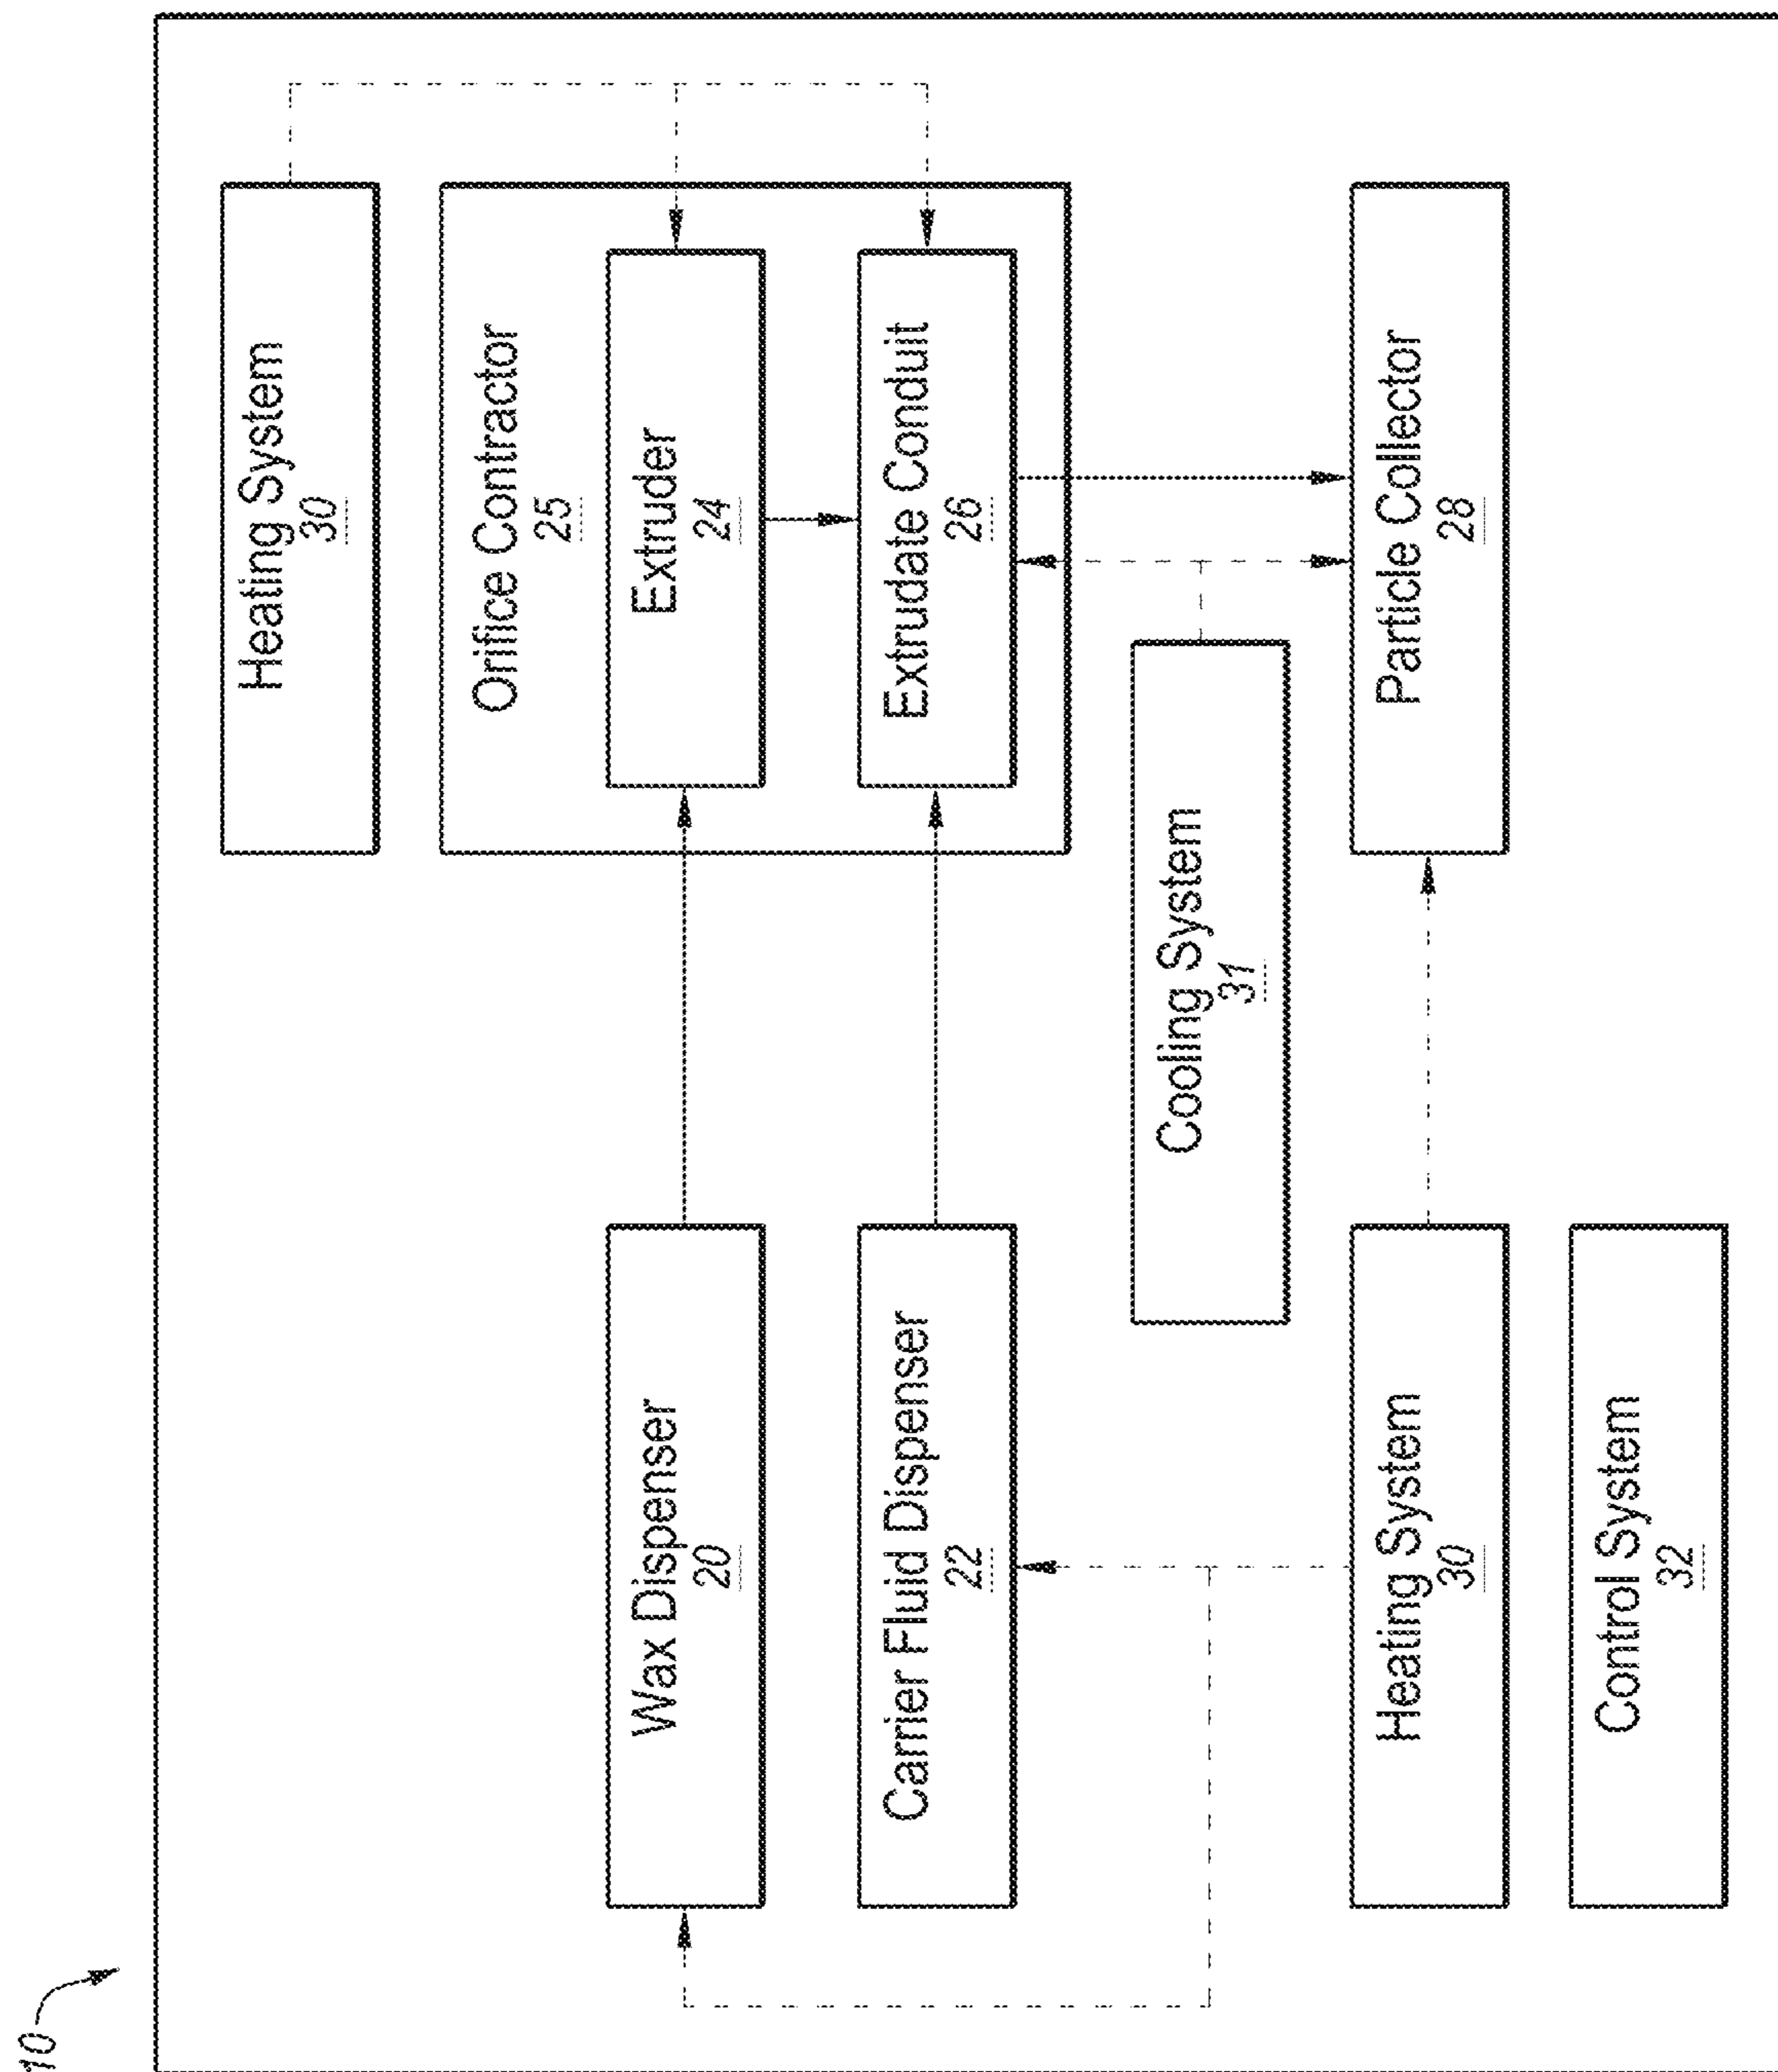 10
Heating System
30
Orifice Contractor
25
Wax Dispenser
20
Extruder
24
Carrier Fluid Dispenser
22
Extrudate Conduit
26
Cooling System
31
Heating System
30
Particle Collector
28
Control System
32